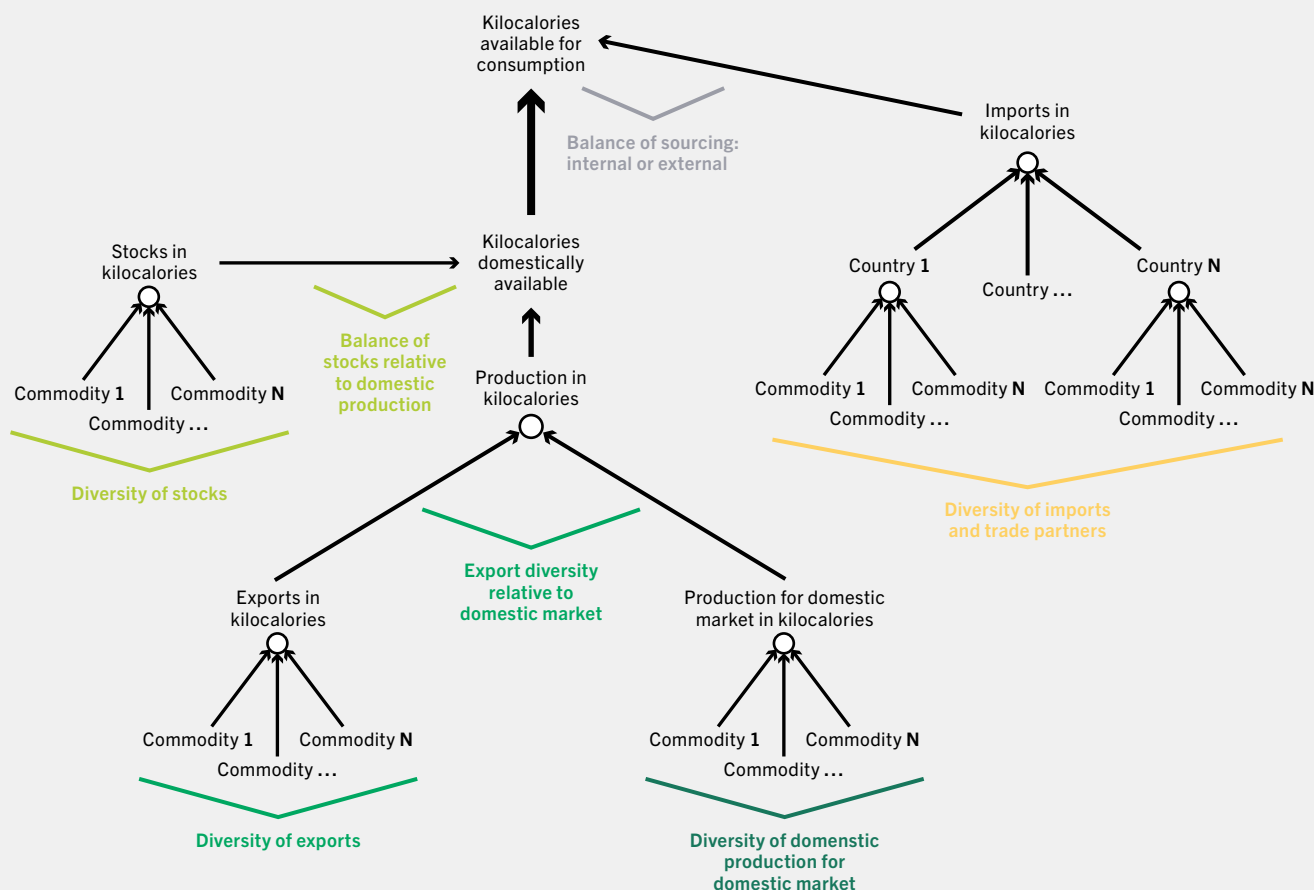 Kilocalories
available for
consumption
Balance of sourcing:
internal or external
Imports in
kilocalories
Stocks in
kilocalories
Kilocalories
domestically
available
Country 1
Country ...
Country N
Balance of
stocks relative
to domestic
production
Production in
kilocalories
Commodity 1
Commodity ...
Commodity N
Commodity 1
Commodity ...
Commodity N
Commodity 1
Commodity ...
Commodity N
Diversity of stocks
Diversity of imports
and trade partners
Export diversity
relative to
domestic market
Exports in
kilocalories
Production for domestic
market in kilocalories
Commodity 1
Commodity ...
Commodity N
Commodity 1
Commodity ...
Commodity N
Diversity of exports
Diversity of domenstic
production for
domestic market